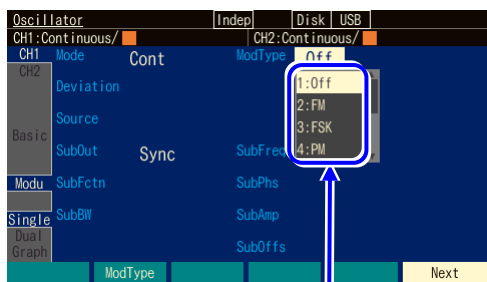 Oscillator Indep Disk USB
CH1:Continuous/ CH2:Continuous/
CH1 Mode Cont ModType Off
CH2
Deviation 1:Off
2:FM
Source 3:FSK
Basic
SubOut Sync SubFreq 4:PM
Modu SubFctn SubPhs
Single SubBW SubAmp
Dual
Graph SubOffs
ModType Next